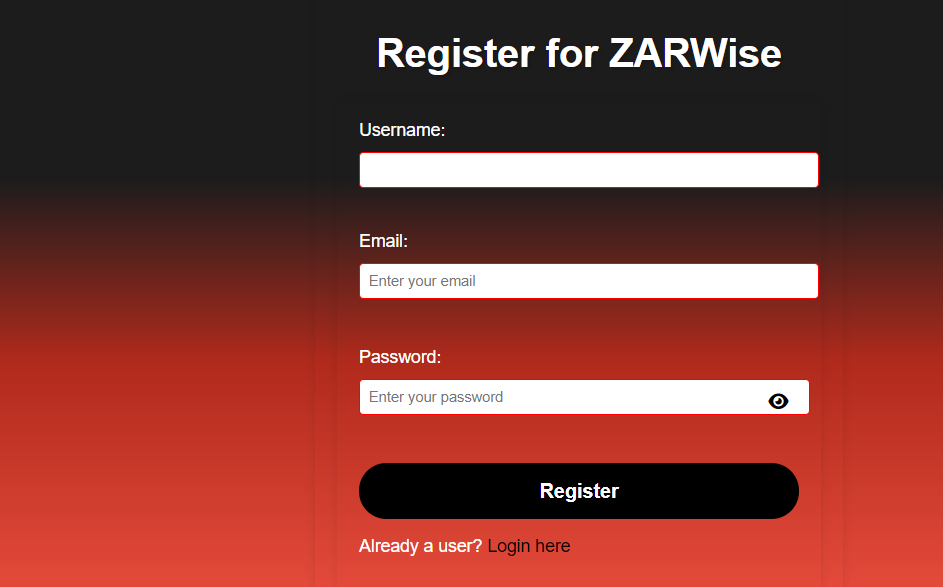 Register for ZARWise
Username:
Email:
Enter your email
Password:
Enter your password
Register
Already a user? Login here